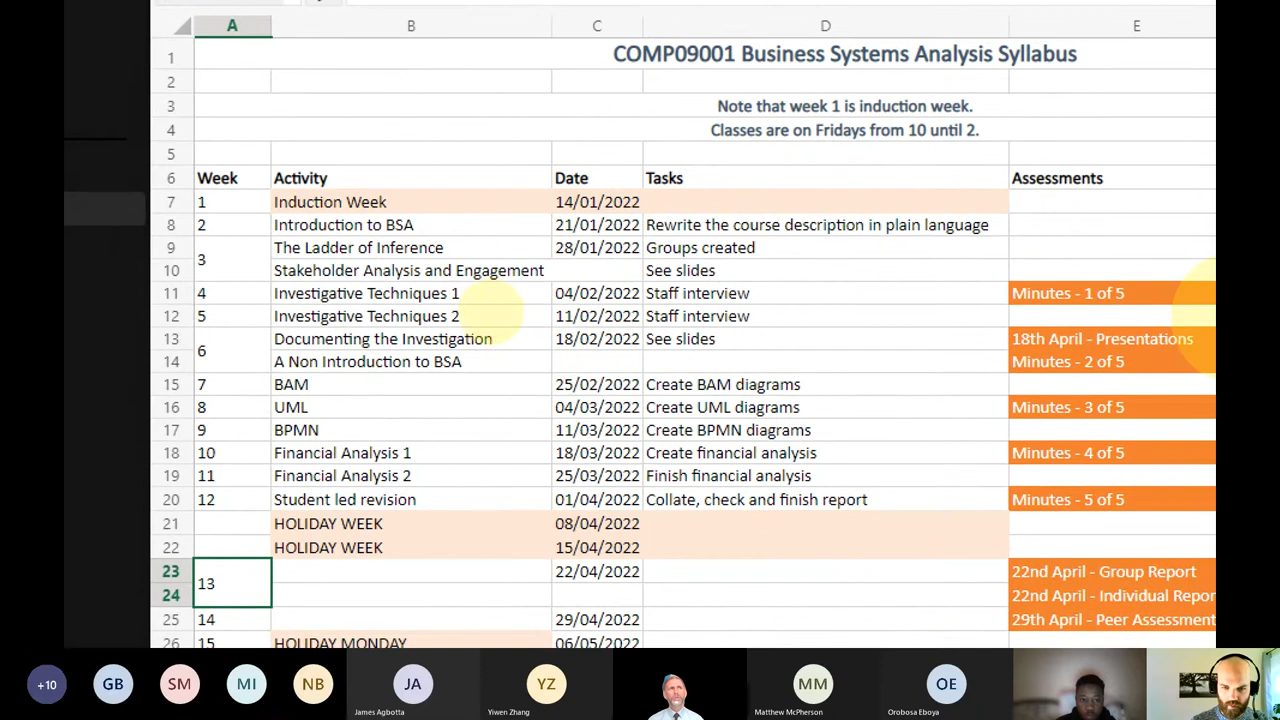 A B C D E
1 COMP09001 Business Systems Analysis Syllabus
2
3 Note that week 1 is induction week.
4 Classes are on Fridays from 10 until 2.
5
6 Week Activity Date Tasks Assessments
7 1 Induction Week 14/01/2022
8 2 Introduction to BSA 21/01/2022 Rewrite the course description in plain language
9 The Ladder of Inference 28/01/2022 Groups created
3
10 Stakeholder Analysis and Engagement See slides
11 4 Investigative Techniques 1 04/02/2022 Staff interview Minutes - 1 of 5
12 5 Investigative Techniques 2 11/02/2022 Staff interview
13 Documenting the Investigation 18/02/2022 See slides 18th April - Presentations
6
14 A Non Introduction to BSA Minutes - 2 of 5
15 7 BAM 25/02/2022 Create BAM diagrams
16 8 UML 04/03/2022 Create UML diagrams Minutes - 3 of 5
17 9 BPMN 11/03/2022 Create BPMN diagrams
18 10 Financial Analysis 1 18/03/2022 Create financial analysis Minutes - 4 of 5
19 11 Financial Analysis 2 25/03/2022 Finish financial analysis
20 12 Student led revision 01/04/2022 Collate, check and finish report Minutes - 5 of 5
21 HOLIDAY WEEK 08/04/2022
22 HOLIDAY WEEK 15/04/2022
23 22/04/2022 22nd April - Group Report
13
24 22nd April - Individual Repor
25 14 29/04/2022 29th April - Peer Assessment
26 15 HOLIDAY MONDAY 06/05/2022
+10 GB SM MI NB JA YZ MM OE
James Agbotta Yiwen Zhang Matthew McPherson Orobosa Eboya